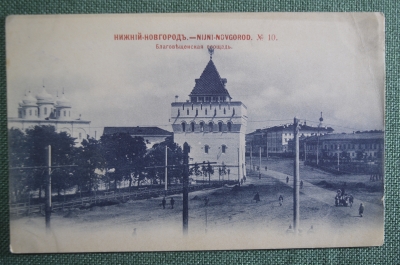 НИЖНІЙ-НОВГОРОДЪ.—NIJNI-NOVGOROD. № 10.
Благовѣщенская площадь.